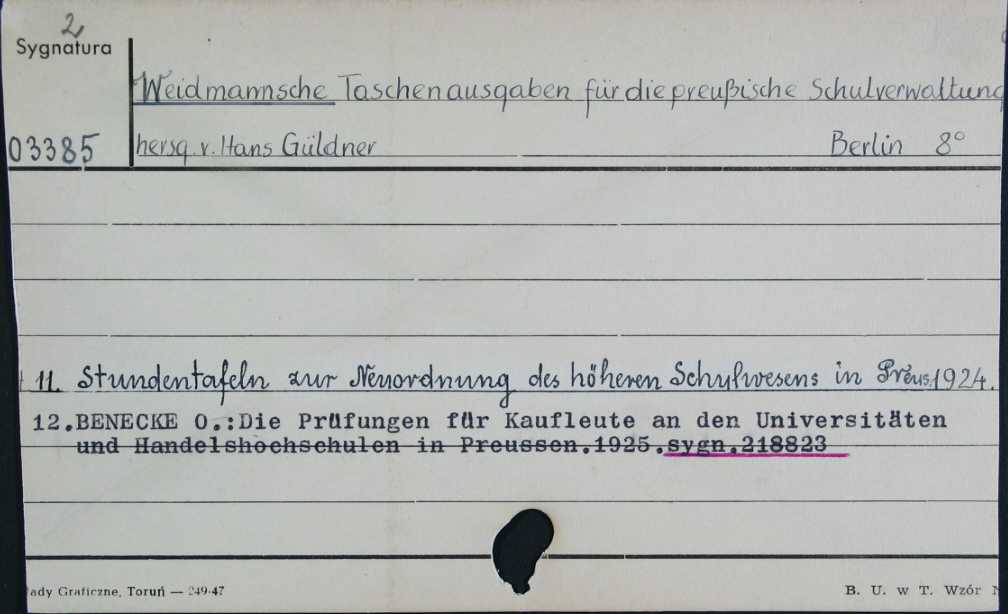 2
Sygnatura
Weidmannsche Taschenausgaben für die preußische Schulverwaltung
03385
hersg. v. Hans Güldner Berlin 8°
11. Stundentafeln zur Neuordnung des höheren Schulwesens in Preus. 1924.
12. BENECKE O.: Die Prüfungen für Kaufleute an den Universitäten
und Handelshochschulen in Preussen. 1925. sygn. 218823
ady Graficzne, Toruń — 249-47 B. U. w T. Wzór